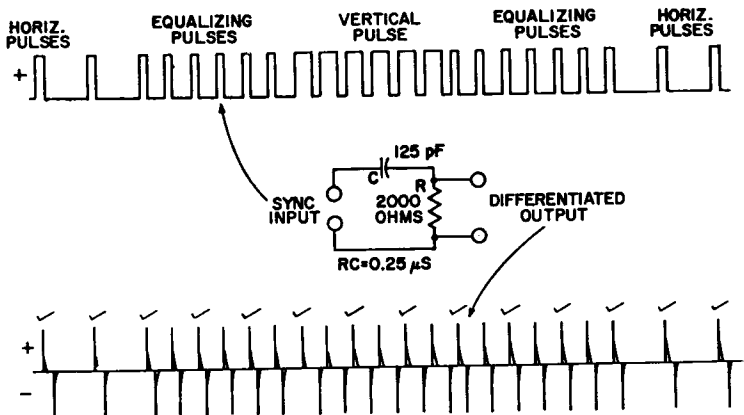 HORIZ.
PULSES
EQUALIZING
PULSES
VERTICAL
PULSE
EQUALIZING
PULSES
HORIZ.
PULSES
+
125 pF
C
R
2000
OHMS
SYNC
INPUT
DIFFERENTIATED
OUTPUT
RC=0.25 µS
+
−